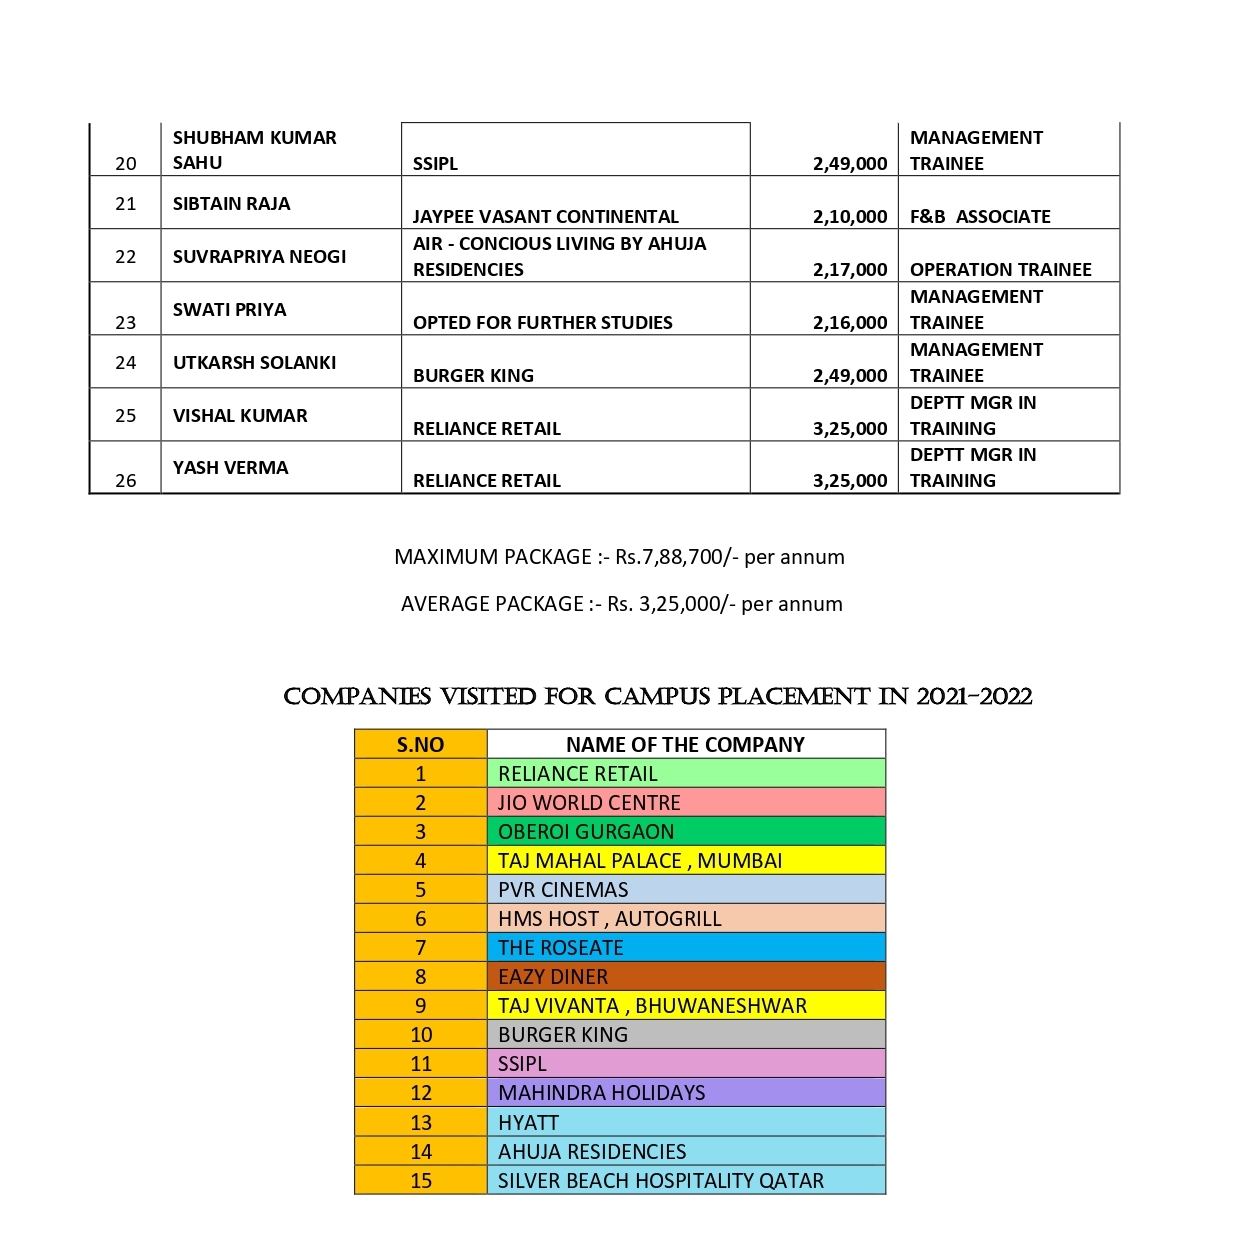 SHUBHAM KUMAR
20 SAHU SSIPL 2,49,000 MANAGEMENT
TRAINEE
21 SIBTAIN RAJA JAYPEE VASANT CONTINENTAL 2,10,000 F&B ASSOCIATE
22 SUVRAPRIYA NEOGI AIR - CONCIOUS LIVING BY AHUJA
RESIDENCIES 2,17,000 OPERATION TRAINEE
23 SWATI PRIYA OPTED FOR FURTHER STUDIES 2,16,000 MANAGEMENT
TRAINEE
24 UTKARSH SOLANKI BURGER KING 2,49,000 MANAGEMENT
TRAINEE
25 VISHAL KUMAR RELIANCE RETAIL 3,25,000 DEPTT MGR IN
TRAINING
26 YASH VERMA RELIANCE RETAIL 3,25,000 DEPTT MGR IN
TRAINING
MAXIMUM PACKAGE :- Rs.7,88,700/- per annum
AVERAGE PACKAGE :- Rs. 3,25,000/- per annum
COMPANIES VISITED FOR CAMPUS PLACEMENT IN 2021-2022
S.NO NAME OF THE COMPANY
1 RELIANCE RETAIL
2 JIO WORLD CENTRE
3 OBEROI GURGAON
4 TAJ MAHAL PALACE , MUMBAI
5 PVR CINEMAS
6 HMS HOST , AUTOGRILL
7 THE ROSEATE
8 EAZY DINER
9 TAJ VIVANTA , BHUWANESHWAR
10 BURGER KING
11 SSIPL
12 MAHINDRA HOLIDAYS
13 HYATT
14 AHUJA RESIDENCIES
15 SILVER BEACH HOSPITALITY QATAR